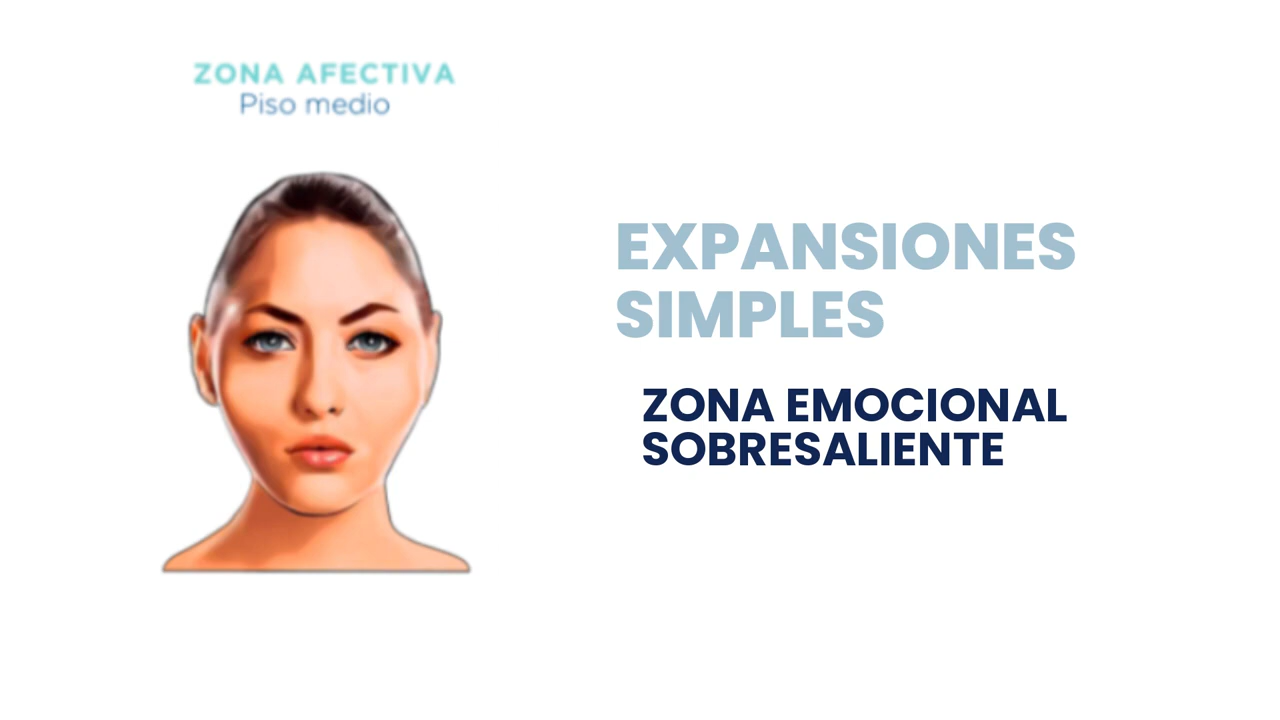 ZONA AFECTIVA
Piso medio
EXPANSIONES
SIMPLES
ZONA EMOCIONAL
SOBRESALIENTE